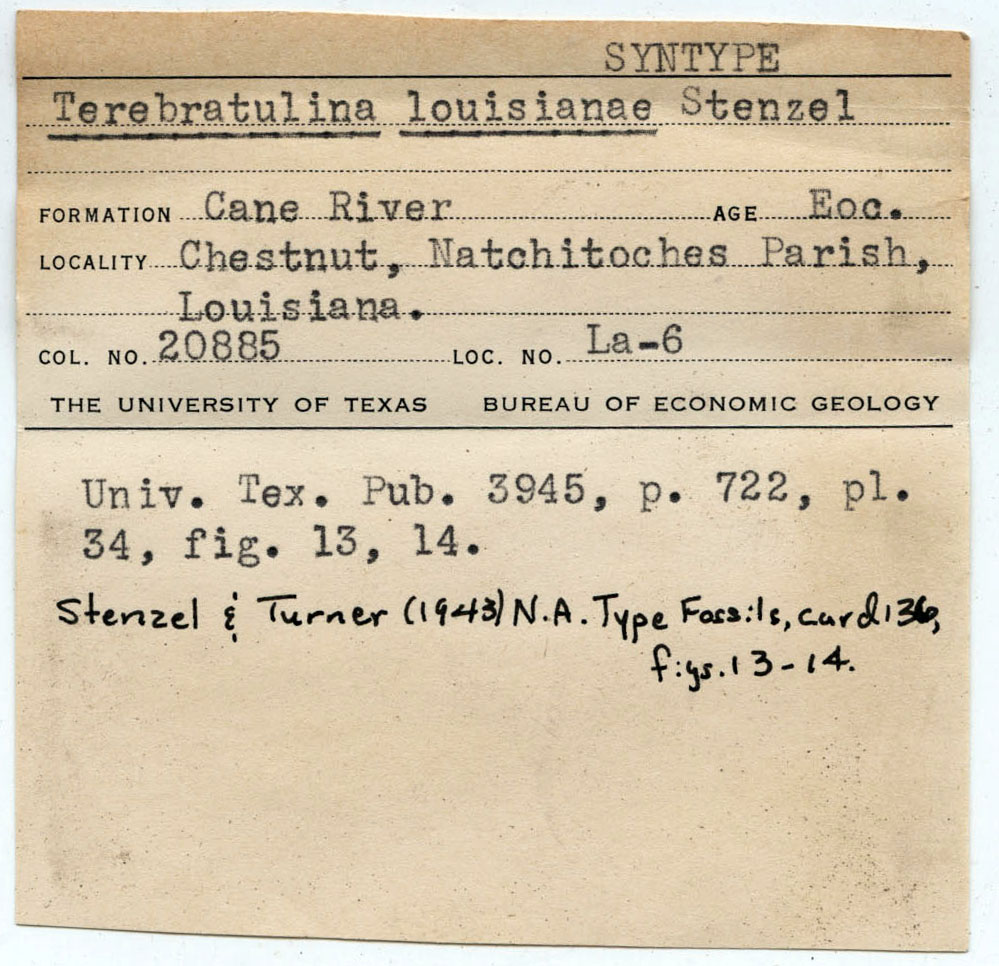 SYNTYPE
Terebratulina louisianae Stenzel
FORMATION Cane River AGE Eoc.
LOCALITY Chestnut, Natchitoches Parish,
Louisiana.
COL. NO. 20885 LOC. NO. La-6
THE UNIVERSITY OF TEXAS BUREAU OF ECONOMIC GEOLOGY
Univ. Tex. Pub. 3945, p. 722, pl.
34, fig. 13, 14.
Stenzel & Turner (1943) N.A. Type Fossils, card 136,
figs. 13-14.